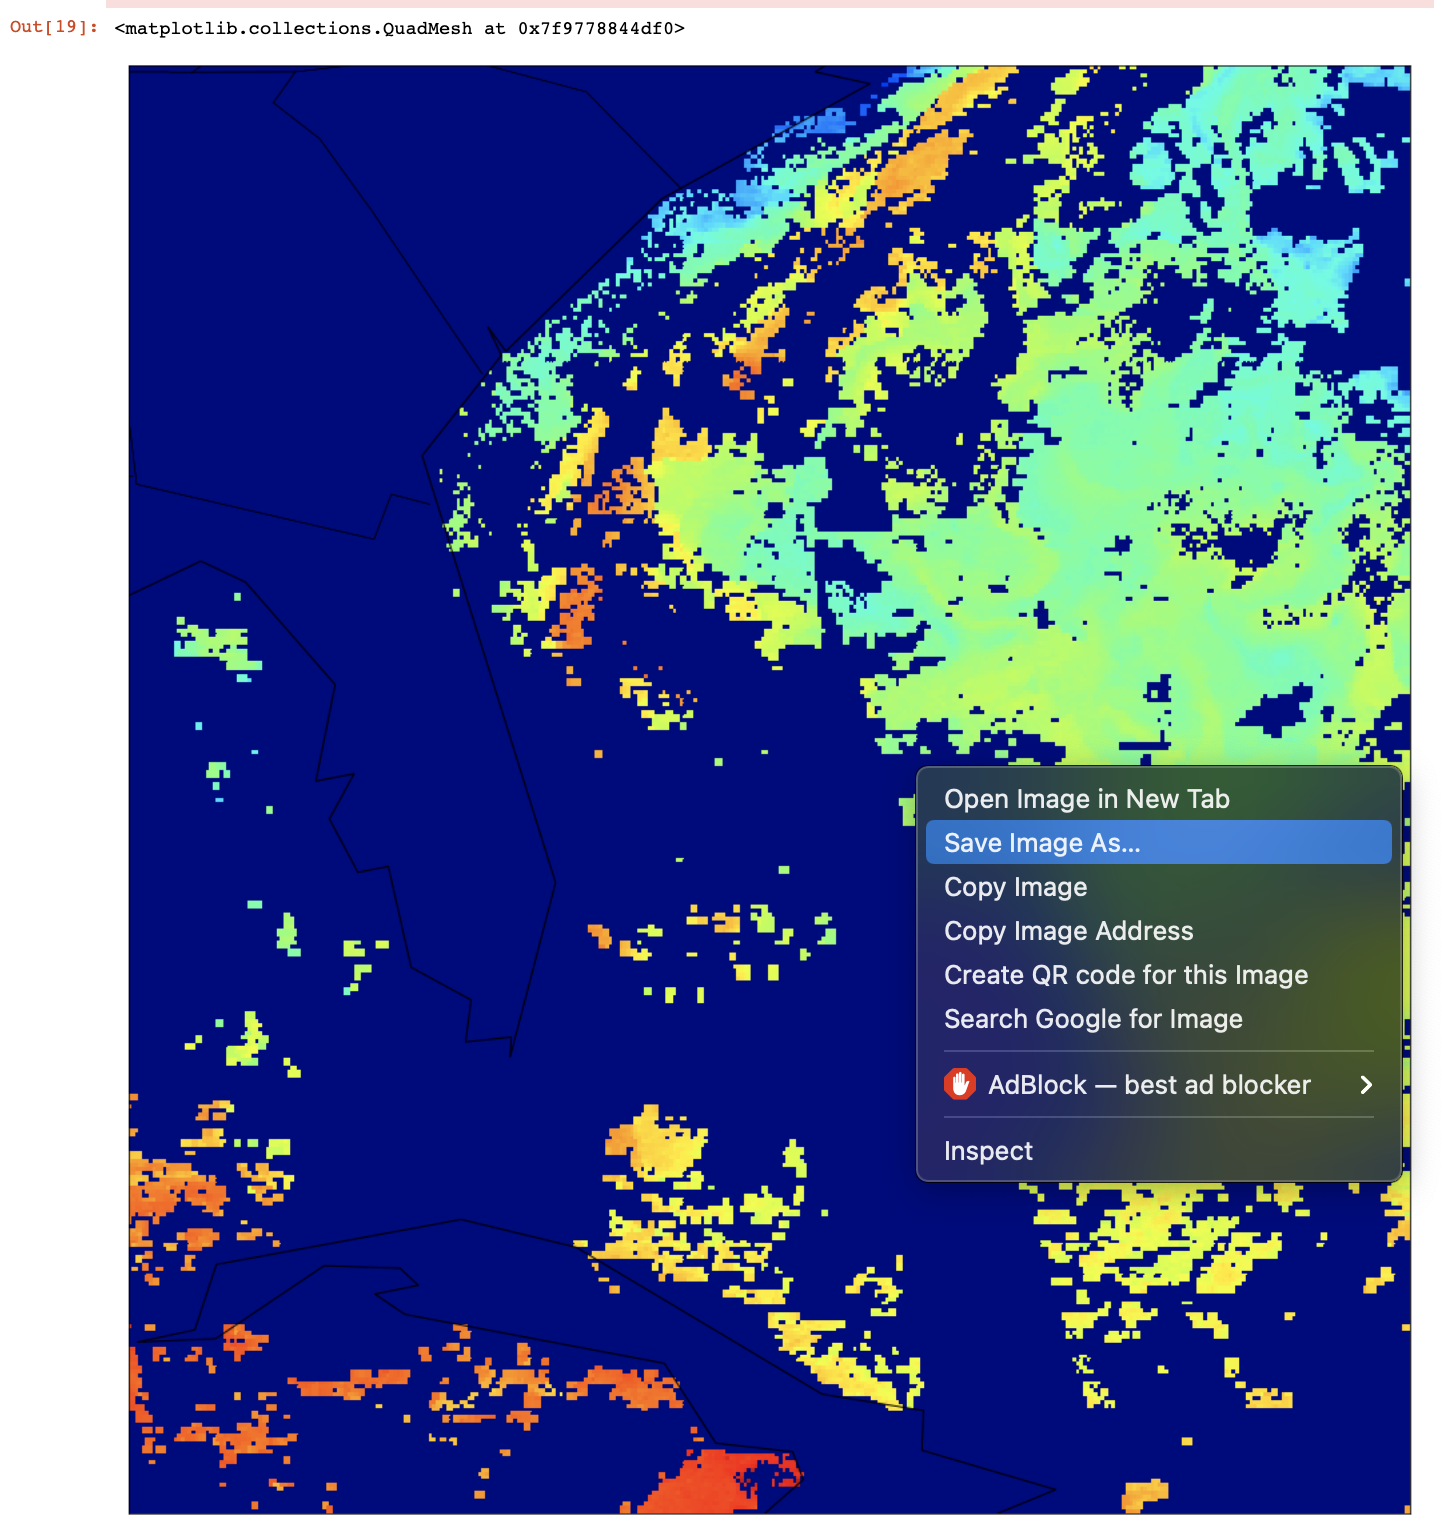 Out[19]: <matplotlib.collections.QuadMesh at 0x7f9778844df0>
Open Image in New Tab
Save Image As...
Copy Image
Copy Image Address
Create QR code for this Image
Search Google for Image
AdBlock — best ad blocker
Inspect